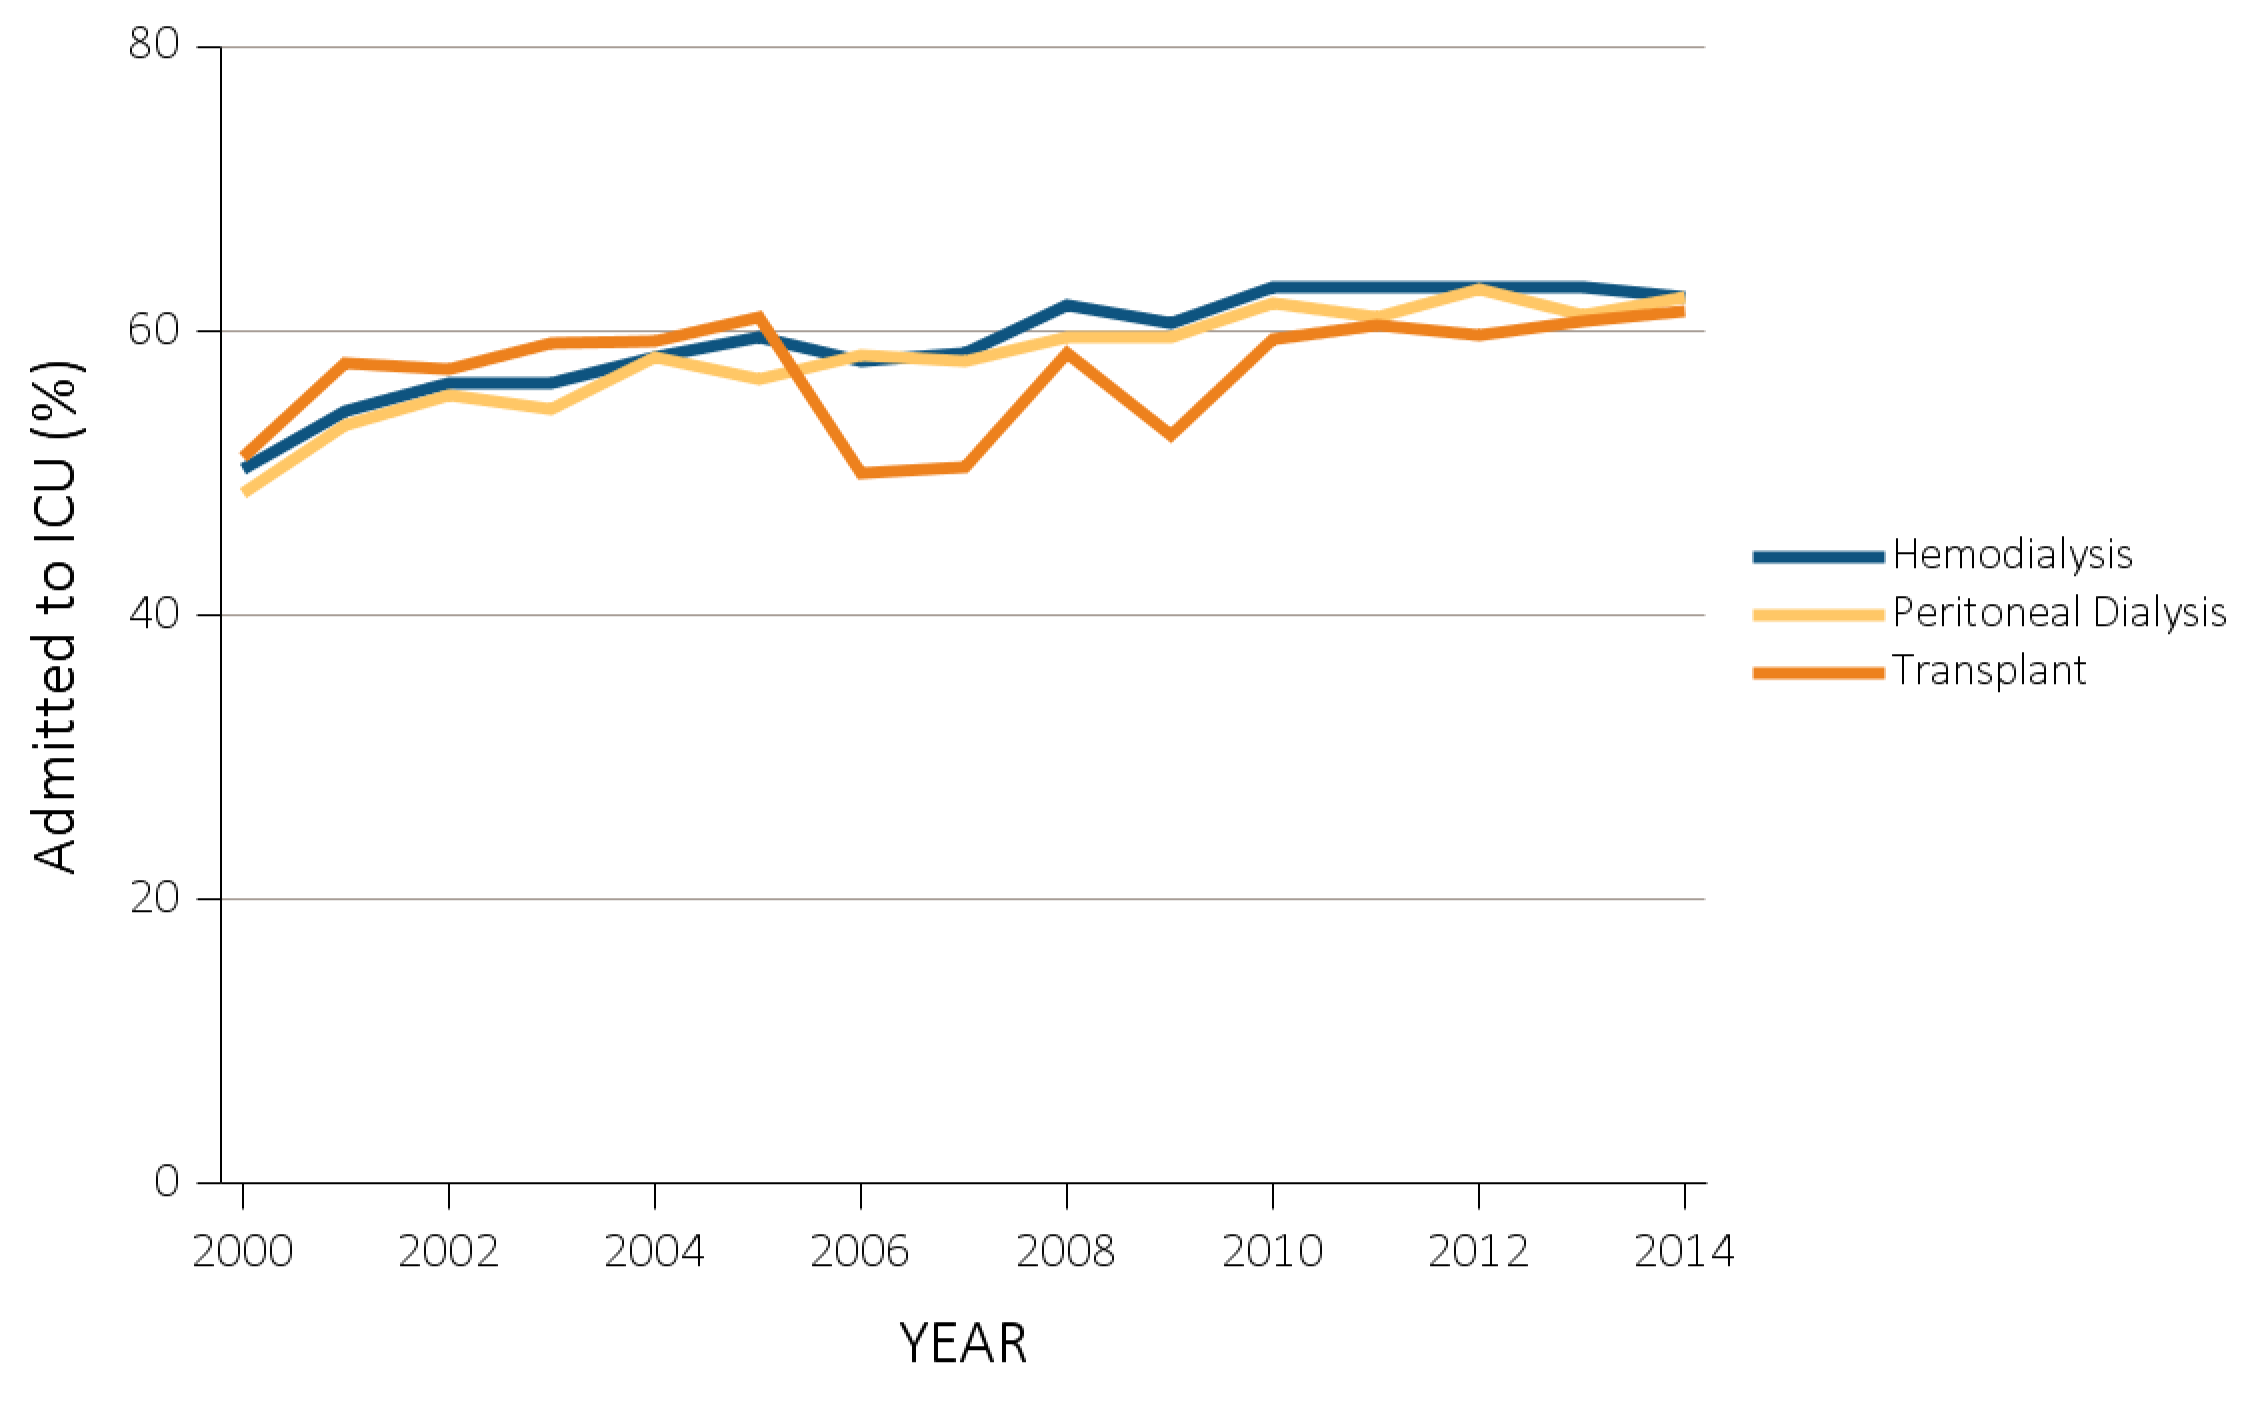 80
60
40
20
0
Admitted to ICU (%)
2000 2002 2004 2006 2008 2010 2012 2014
YEAR
Hemodialysis
Peritoneal Dialysis
Transplant